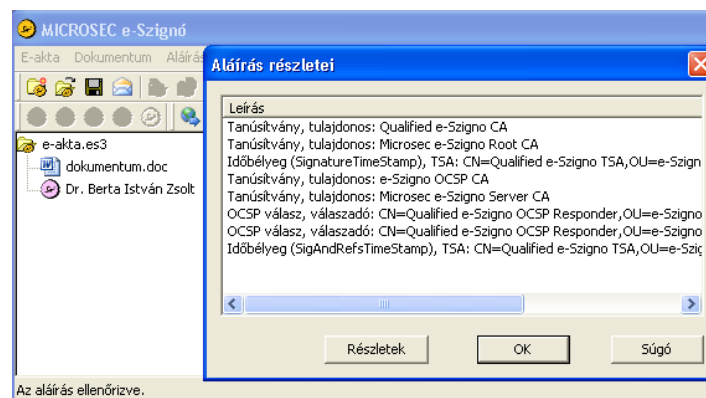 MICROSEC e-Szignó
E-akta Dokumentum Aláírás
Aláírás részletei
Leírás
Tanúsítvány, tulajdonos: Qualified e-Szigno CA
Tanúsítvány, tulajdonos: Microsec e-Szigno Root CA
Időbélyeg (SignatureTimeStamp), TSA: CN=Qualified e-Szigno TSA,OU=e-Szign
Tanúsítvány, tulajdonos: e-Szigno OCSP CA
Tanúsítvány, tulajdonos: Microsec e-Szigno Server CA
OCSP válasz, válaszadó: CN=Qualified e-Szigno OCSP Responder,OU=e-Szigno
OCSP válasz, válaszadó: CN=Qualified e-Szigno OCSP Responder,OU=e-Szigno
Időbélyeg (SigAndRefsTimeStamp), TSA: CN=Qualified e-Szigno TSA,OU=e-Szig
e-akta.es3
dokumentum.doc
Dr. Berta István Zsolt
Részletek
OK
Súgó
Az aláírás ellenőrizve.